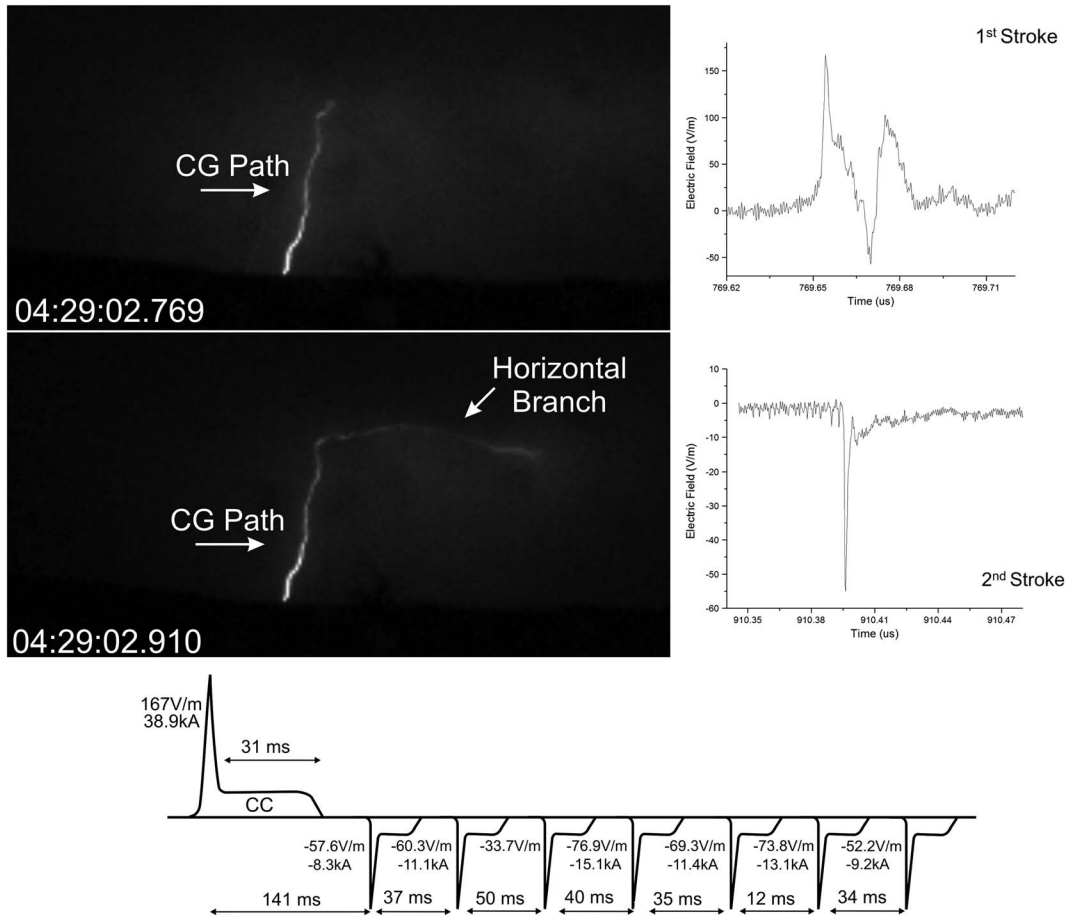 CG Path
04:29:02.769
1st Stroke
Electric Field (V/m)
150
100
50
0
-50
769.62
769.65
769.68
769.71
Time (us)
Horizontal
Branch
CG Path
04:29:02.910
10
0
-10
-20
-30
-40
-50
-60
Electric Field (V/m)
2nd Stroke
910.35
910.38
910.41
910.44
910.47
Time (us)
167V/m
38.9kA
31 ms
CC
-57.6V/m
-8.3kA
-60.3V/m
-11.1kA
-33.7V/m
-76.9V/m
-15.1kA
-69.3V/m
-11.4kA
-73.8V/m
-13.1kA
-52.2V/m
-9.2kA
141 ms
37 ms
50 ms
40 ms
35 ms
12 ms
34 ms